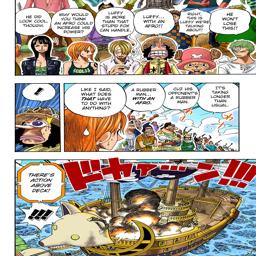 HE
WON'T
LOSE
THIS!!
RIGHT.
THIS IS
LUFFY
WE'RE
TALKING
ABOUT!
LUFFY...
WITH AN
AFRO!!
LUFFY
IS MORE
THAN THAT
CAN
HANDLE.
WHY WOULD
YOU THINK
AN AFRO
COULD
INCREASE
HIS
POWER?
HE DID
LOOK COOL,
THOUGH.
IT'S
TAKING
LONGER
THAN
USUAL.
CUZ HIS
OPPONENT'S
A RUBBER
MAN.
A RUBBER
MAN...
WITH AN
AFRO.
LIKE I SAID,
WHAT DOES
THAT HAVE
TO DO WITH
ANYTHING?
!
THERE'S
ACTION
ABOVE
DECK!
!!!